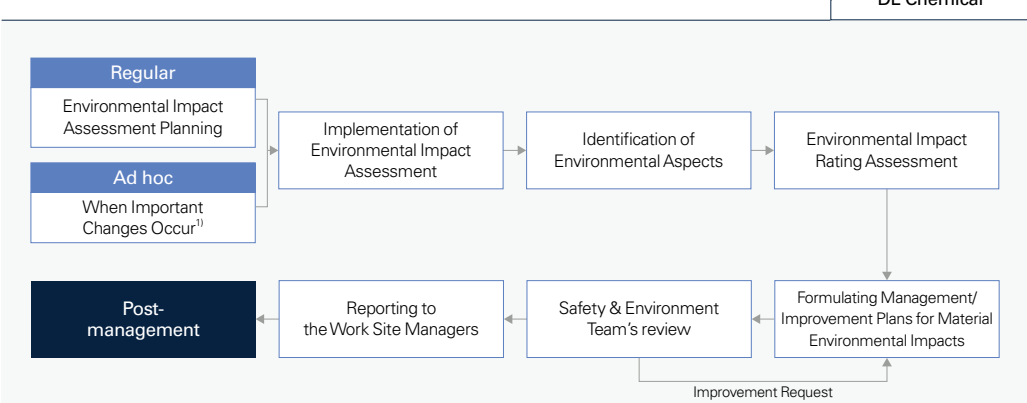 DL Chemical
Regular
Environmental Impact
Assessment Planning
Ad hoc
When Important
Changes Occur1)
Implementation of
Environmental Impact
Assessment
Identification of
Environmental Aspects
Environmental Impact
Rating Assessment
Formulating Management/
Improvement Plans for Material
Environmental Impacts
Safety & Environment
Team's review
Improvement Request
Reporting to
the Work Site Managers
Post-
management